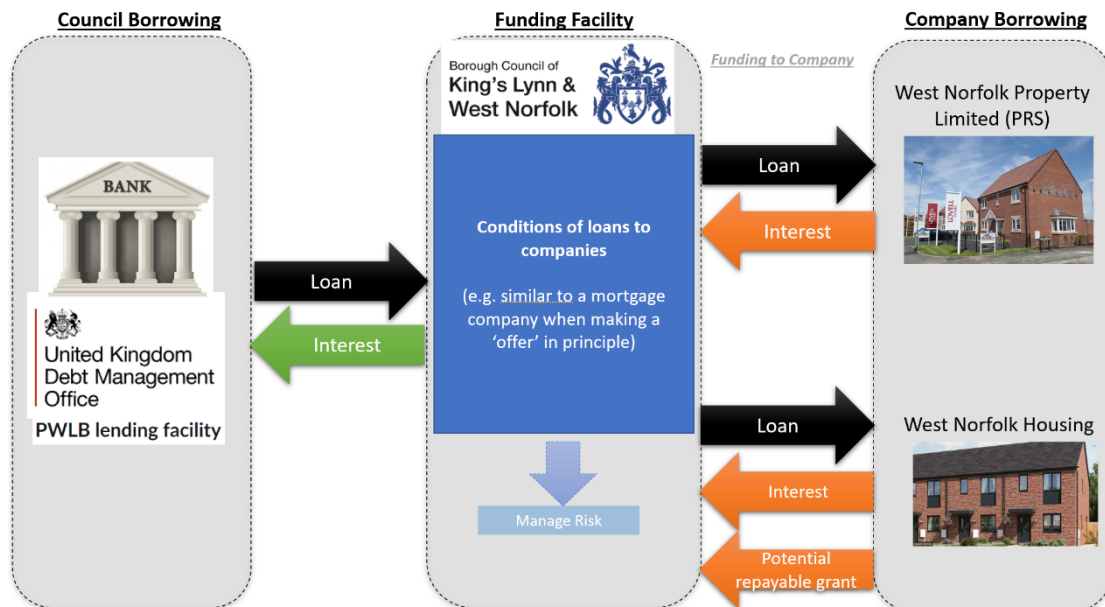 Council Borrowing
Funding Facility
Company Borrowing
BANK
United Kingdom
Debt Management
Office
PWLB lending facility
Loan
Interest
Borough Council of
King's Lynn &
West Norfolk
Conditions of loans to
companies
(e.g. similar to a mortgage
company when making a
'offer' in principle)
Manage Risk
Funding to Company
Loan
Interest
Loan
Interest
Potential
repayable grant
West Norfolk Property
Limited (PRS)
LOVELL
West Norfolk Housing